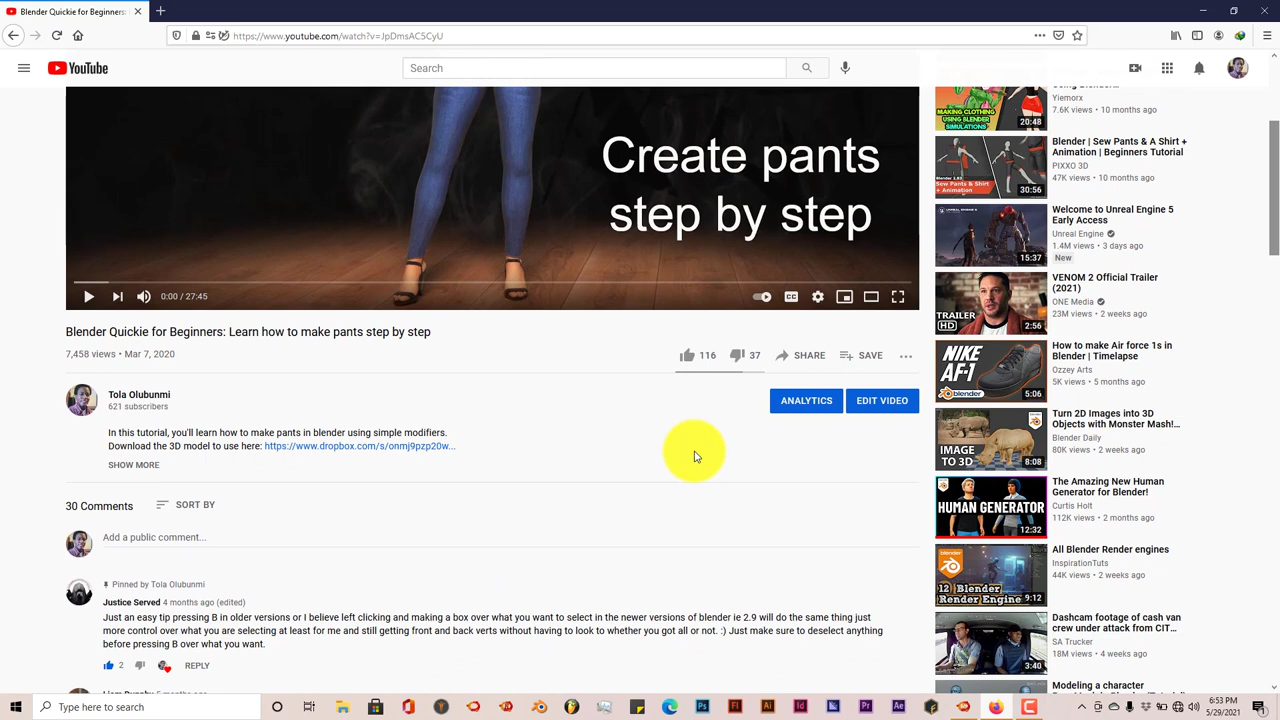 Blender Quickie for Beginners:
https://www.youtube.com/watch?v=JpDmsAC5CyU
YouTube
Search
Create pants
step by step
0:00 / 27:45
CC
Blender Quickie for Beginners: Learn how to make pants step by step
7,458 views • Mar 7, 2020
116
37
SHARE
SAVE
Tola Olubunmi
621 subscribers
ANALYTICS
EDIT VIDEO
In this tutorial, you'll learn how to make pants in blender using simple modifiers.
Download the 3D model to use here: https://www.dropbox.com/s/onmj9pzp20w...
SHOW MORE
30 Comments
SORT BY
Add a public comment...
Pinned by Tola Olubunmi
Justice Served 4 months ago (edited)
Just an easy tip pressing B in older versions or i believe left clicking and making a box over what you want to select in the newer versions of blender ie 2.9 will do the same thing just
more control over what you are selecting at least for me and still getting front and back verts without having to look to whether you got all or not. :) Just make sure to deselect anything
before pressing B over what you want.
2
REPLY
MAKING CLOTHING
USING BLENDER
SIMULATIONS
20:48
Yiemorx
7.6K views • 10 months ago
Blender 2.83
Sew Pants & Shirt
+ Animation
30:56
Blender | Sew Pants & A Shirt +
Animation | Beginners Tutorial
PIXXO 3D
47K views • 10 months ago
15:37
Welcome to Unreal Engine 5
Early Access
Unreal Engine
1.4M views • 3 days ago
New
TRAILER
HD
2:56
VENOM 2 Official Trailer
(2021)
ONE Media
23M views • 2 weeks ago
NIKE
AF-1
blender
5:06
How to make Air force 1s in
Blender | Timelapse
Ozzey Arts
5K views • 5 months ago
IMAGE
TO 3D
8:08
Turn 2D Images into 3D
Objects with Monster Mash!...
Blender Daily
80K views • 2 weeks ago
HUMAN GENERATOR
12:32
The Amazing New Human
Generator for Blender!
Curtis Holt
112K views • 2 months ago
blender
12 Blender
Render Engine
9:12
All Blender Render engines
InspirationTuts
44K views • 2 weeks ago
3:40
Dashcam footage of cash van
crew under attack from CIT...
SA Trucker
18M views • 4 weeks ago
Modeling a character
Type here to search
6:53 PM
5/29/2021